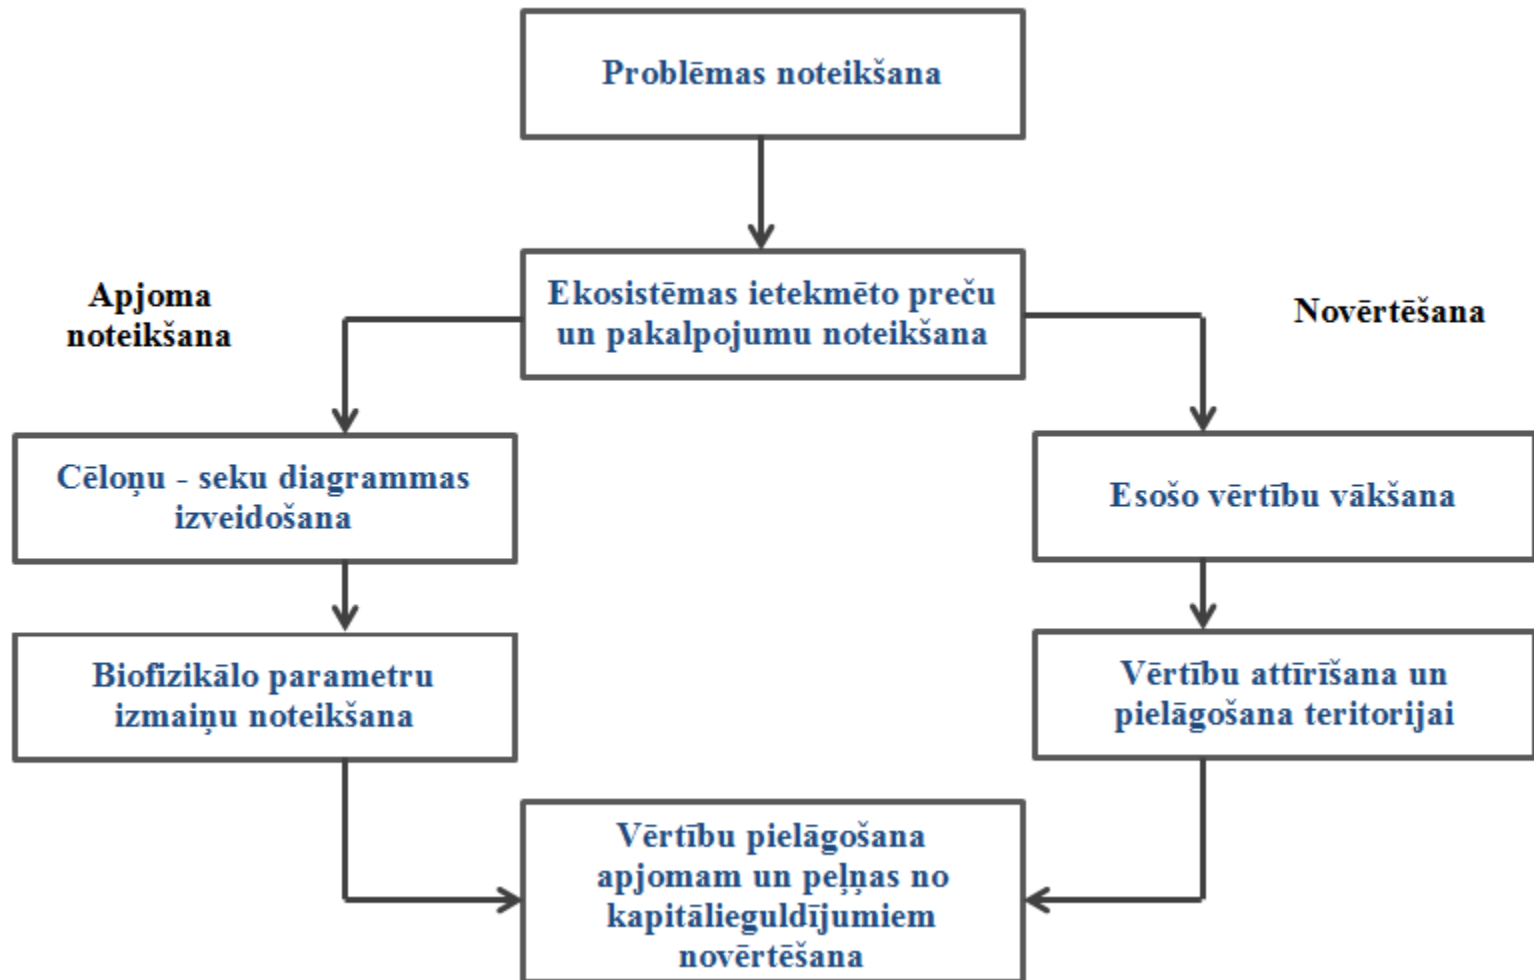 Problēmas noteikšana
Ekosistēmas ietekmēto preču
un pakalpojumu noteikšana
Apjoma
noteikšana
Novērtēšana
Cēloņu - seku diagrammas
izveidošana
Esošo vērtību vākšana
Biofizikālo parametru
izmaiņu noteikšana
Vērtību attīrīšana un
pielāgošana teritorijai
Vērtību pielāgošana
apjomam un peļņas no
kapitālieguldījumiem
novērtēšana